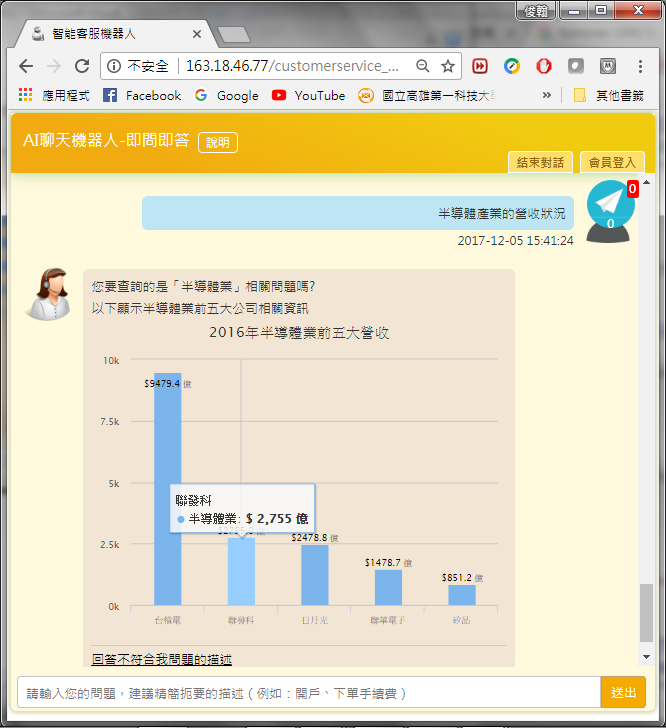 俊翰
智能客服機器人
不安全 163.18.46.77/customerservice_...
應用程式 Facebook Google YouTube 國立高雄第一科技大學 » 其他書籤
AI聊天機器人-即問即答 說明
結束對話 會員登入
半導體產業的營收狀況
0
0
2017-12-05 15:41:24
您要查詢的是「半導體業」相關問題嗎?
以下顯示半導體業前五大公司相關資訊
2016年半導體業前五大營收
10k
$9479.4 億
7.5k
5k
聯發科
半導體業: $ 2,755 億
2.5k
$2478.8 億
$1478.7 億
$851.2 億
0k
台積電 聯發科 日月光 聯華電子 矽品
回答不符合我問題的描述
請輸入您的問題，建議精簡扼要的描述（例如：開戶、下單手續費）
送出